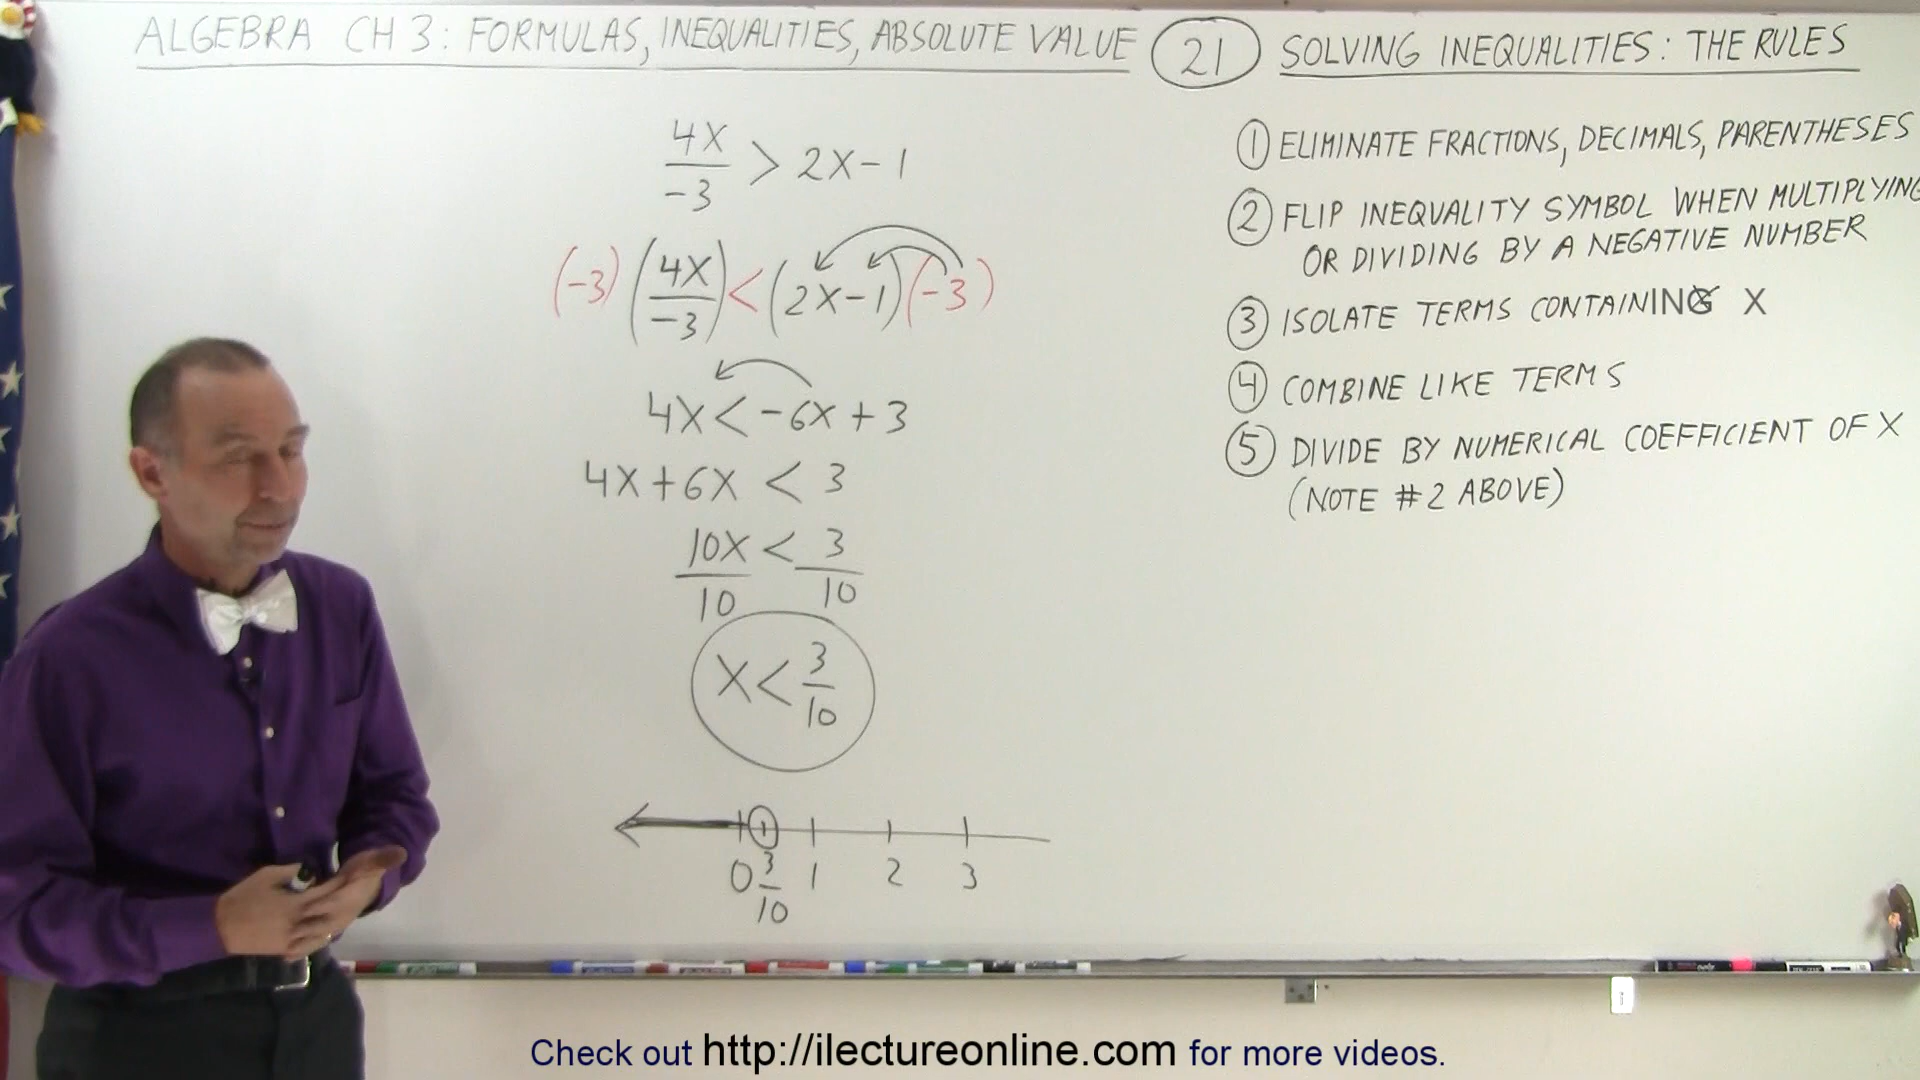 ALGEBRA CH 3: FORMULAS, INEQUALITIES, ABSOLUTE VALUE 21 SOLVING INEQUALITIES: THE RULES
4X/-3 > 2X-1
(-3)(4X/-3)<(2X-1)(-3)
4X<-6X+3
4X+6X < 3
10X/10 < 3/10
X<3/10
0 3/10 1 2 3
① ELIMINATE FRACTIONS, DECIMALS, PARENTHESES
② FLIP INEQUALITY SYMBOL WHEN MULTIPLYING
OR DIVIDING BY A NEGATIVE NUMBER
③ ISOLATE TERMS CONTAINING X
④ COMBINE LIKE TERMS
⑤ DIVIDE BY NUMERICAL COEFFICIENT OF X
(NOTE #2 ABOVE)
Check out http://ilectureonline.com for more videos.